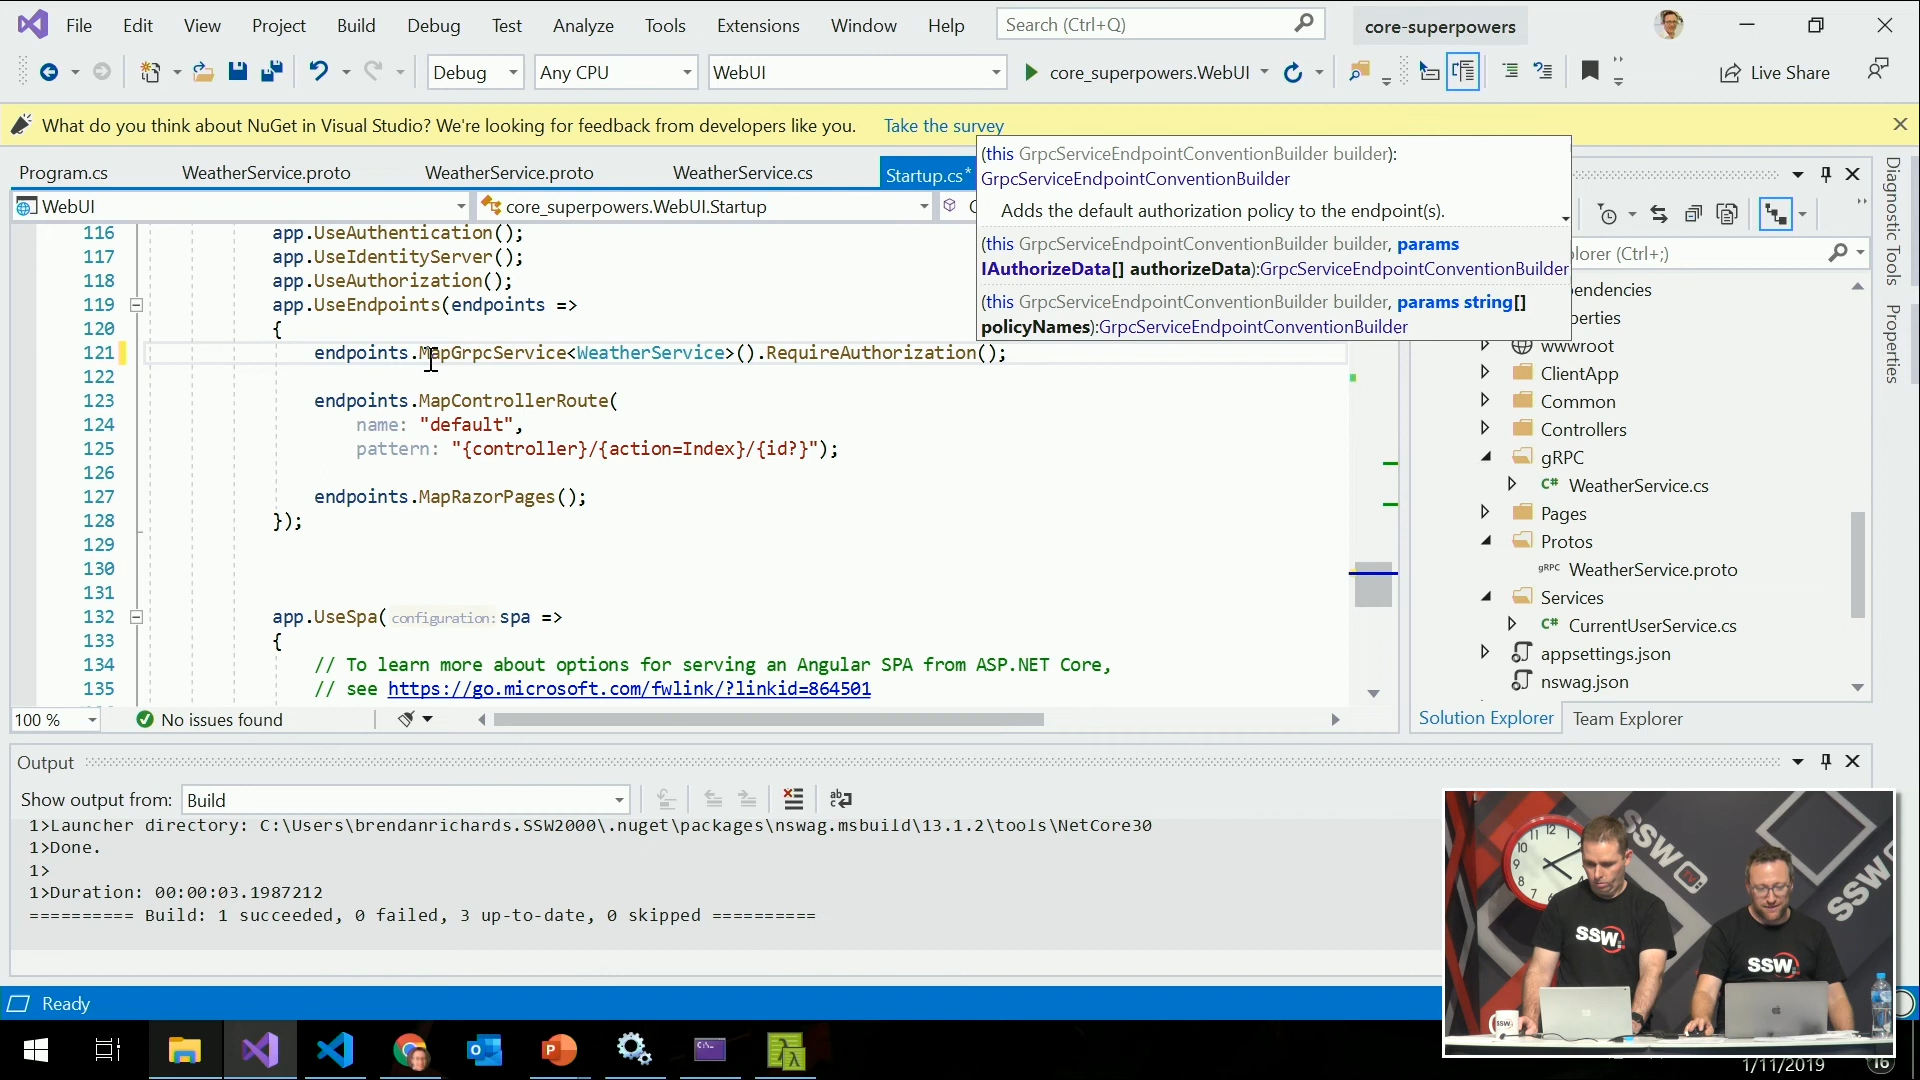 File Edit View Project Build Debug Test Analyze Tools Extensions Window Help Search (Ctrl+Q) core-superpowers
Debug Any CPU WebUI core_superpowers.WebUI Live Share
What do you think about NuGet in Visual Studio? We're looking for feedback from developers like you. Take the survey
Program.cs WeatherService.proto WeatherService.proto WeatherService.cs Startup.cs*
WebUI core_superpowers.WebUI.Startup
(this GrpcServiceEndpointConventionBuilder builder):
GrpcServiceEndpointConventionBuilder
Adds the default authorization policy to the endpoint(s).
(this GrpcServiceEndpointConventionBuilder builder, params
IAuthorizeData[] authorizeData):GrpcServiceEndpointConventionBuilder
(this GrpcServiceEndpointConventionBuilder builder, params string[]
policyNames):GrpcServiceEndpointConventionBuilder
116 app.UseAuthentication();
117 app.UseIdentityServer();
118 app.UseAuthorization();
119 app.UseEndpoints(endpoints =>
120 {
121 endpoints.MapGrpcService<WeatherService>().RequireAuthorization();
122
123 endpoints.MapControllerRoute(
124 name: "default",
125 pattern: "{controller}/{action=Index}/{id?}");
126
127 endpoints.MapRazorPages();
128 });
129
130
131
132 app.UseSpa(configuration: spa =>
133 {
134 // To learn more about options for serving an Angular SPA from ASP.NET Core,
135 // see https://go.microsoft.com/fwlink/?linkid=864501
100 % No issues found
lorer (Ctrl+;)
endencies
perties
wwwroot
ClientApp
Common
Controllers
gRPC
C# WeatherService.cs
Pages
Protos
gRPC WeatherService.proto
Services
C# CurrentUserService.cs
appsettings.json
nswag.json
Solution Explorer Team Explorer
Diagnostic Tools
Properties
Output
Show output from: Build
1>Launcher directory: C:\Users\brendanrichards.SSW2000\.nuget\packages\nswag.msbuild\13.1.2\tools\NetCore30
1>Done.
1>
1>Duration: 00:00:03.1987212
========== Build: 1 succeeded, 0 failed, 3 up-to-date, 0 skipped ==========
Ready
SSW
SSW
SSW
SSW
1/11/2019
16